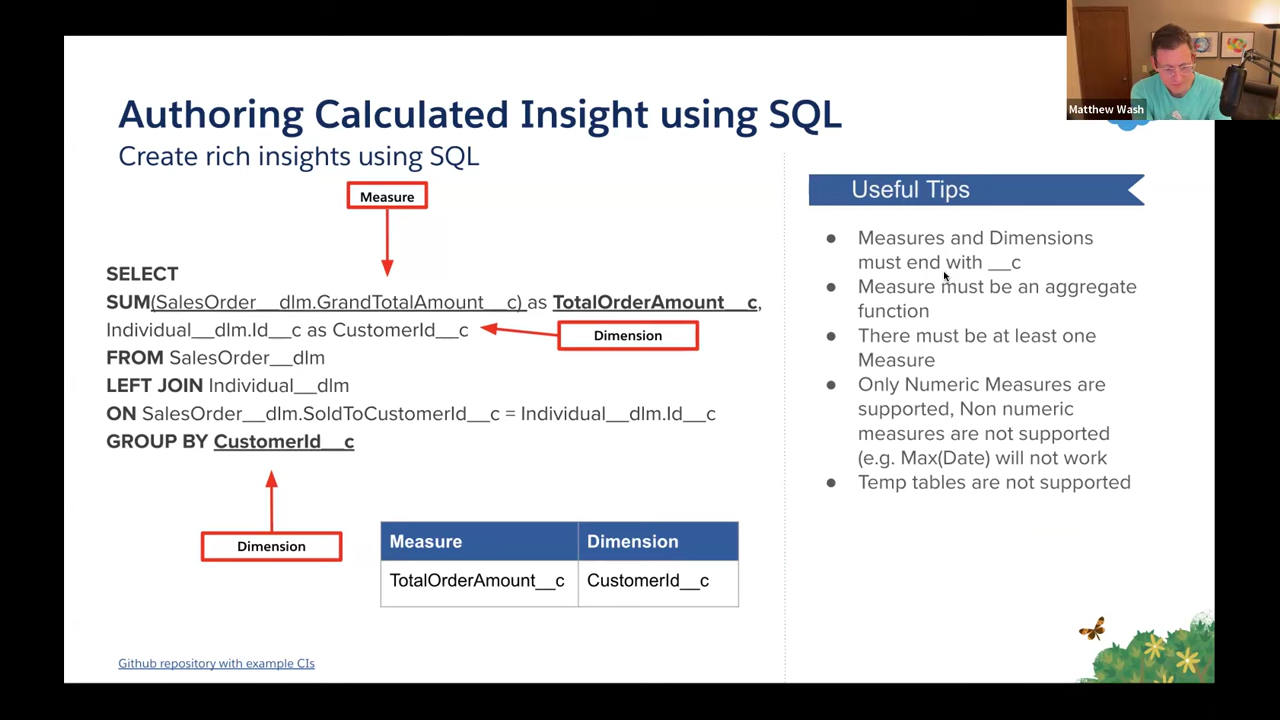 Matthew Wash
Authoring Calculated Insight using SQL
Create rich insights using SQL
Measure
SELECT
SUM(SalesOrder__dlm.GrandTotalAmount__c) as TotalOrderAmount__c,
Individual__dlm.Id__c as CustomerId__c
Dimension
FROM SalesOrder__dlm
LEFT JOIN Individual__dlm
ON SalesOrder__dlm.SoldToCustomerId__c = Individual__dlm.Id__c
GROUP BY CustomerId__c
Dimension
Measure Dimension
TotalOrderAmount__c CustomerId__c
Github repository with example CIs
Useful Tips
● Measures and Dimensions
must end with __c
● Measure must be an aggregate
function
● There must be at least one
Measure
● Only Numeric Measures are
supported, Non numeric
measures are not supported
(e.g. Max(Date) will not work
● Temp tables are not supported